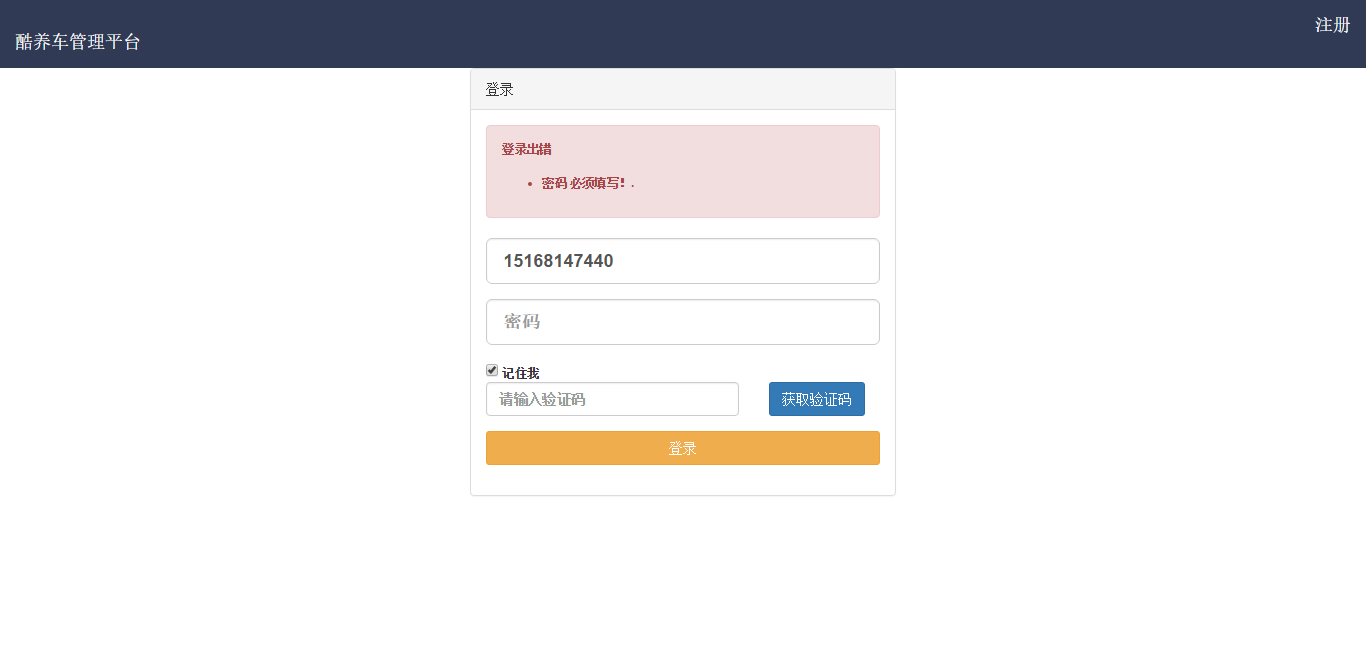 酷养车管理平台
注册
登录
登录出错
密码 必须填写！.
15168147440
密码
记住我
请输入验证码
获取验证码
登录